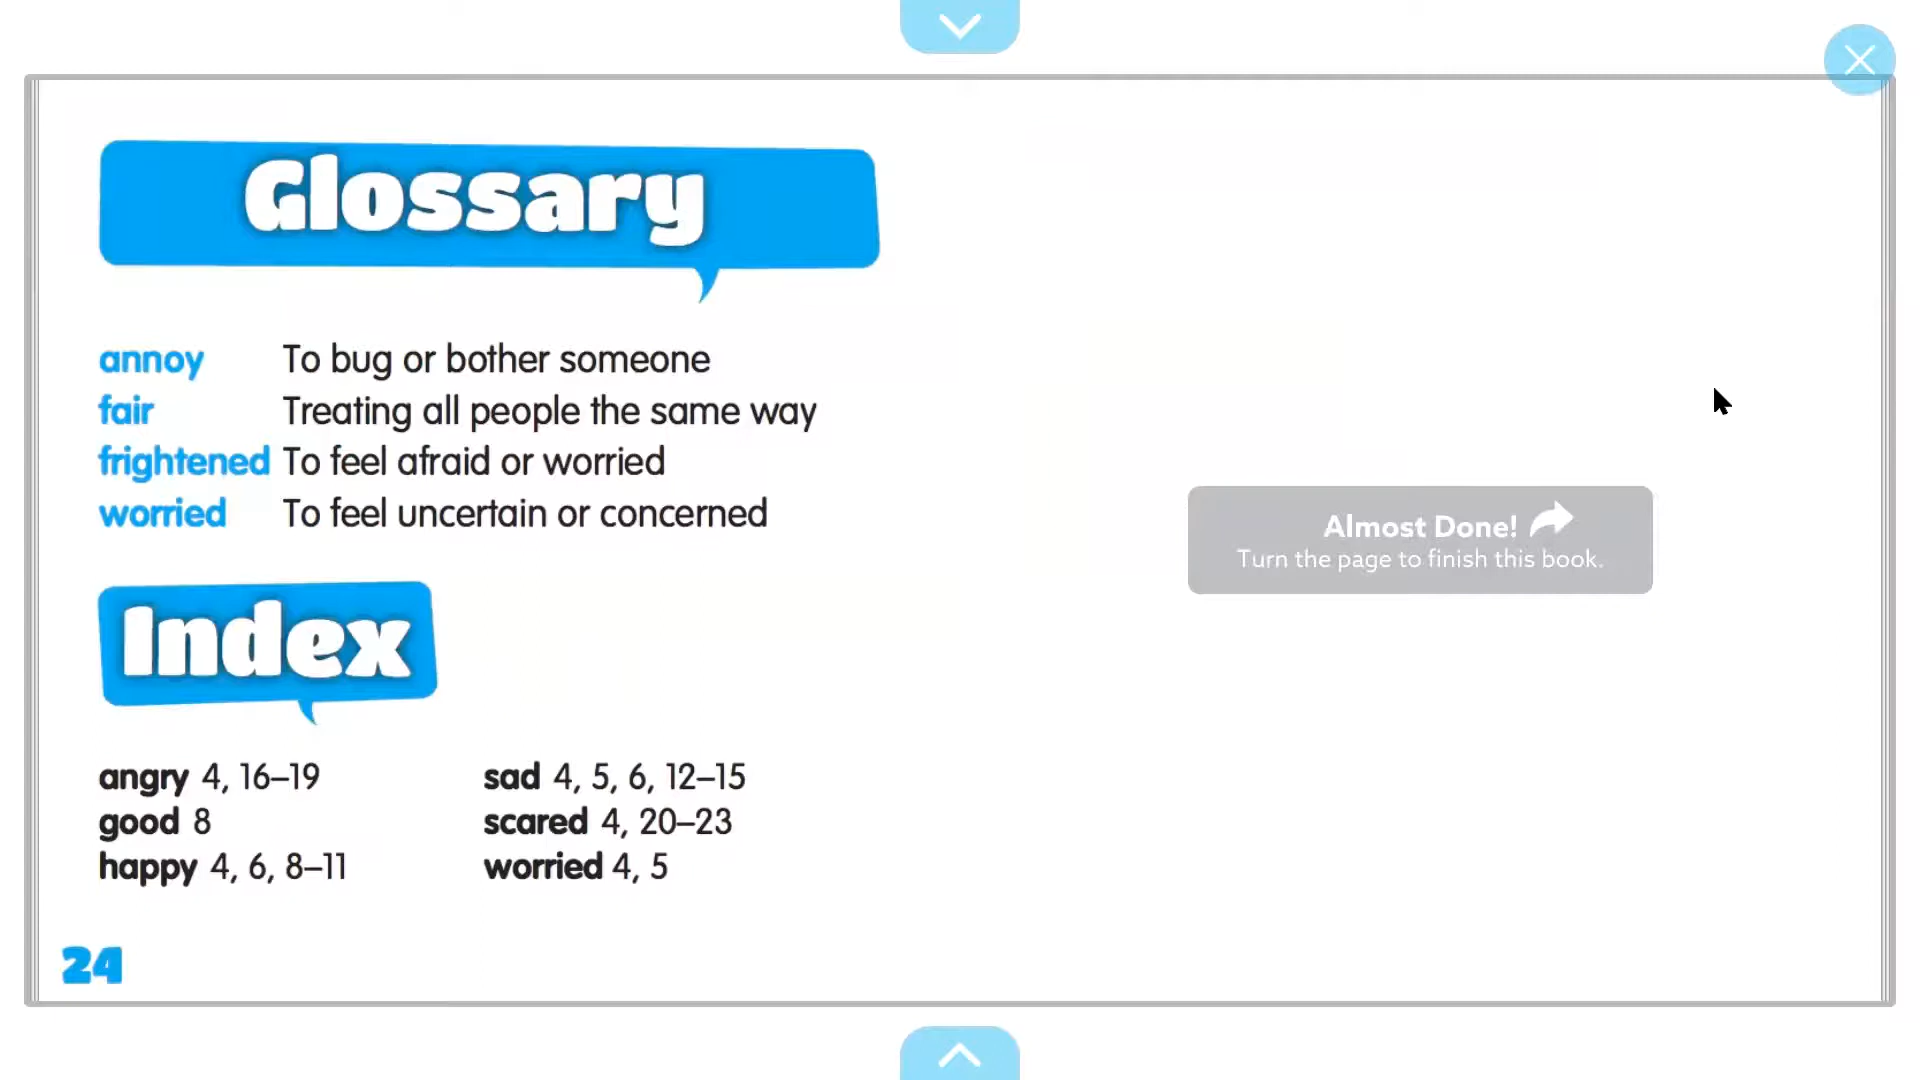 Glossary
annoy To bug or bother someone
fair Treating all people the same way
frightened To feel afraid or worried
worried To feel uncertain or concerned
Index
angry 4, 16–19
good 8
happy 4, 6, 8–11
sad 4, 5, 6, 12–15
scared 4, 20–23
worried 4, 5
24
Almost Done!
Turn the page to finish this book.